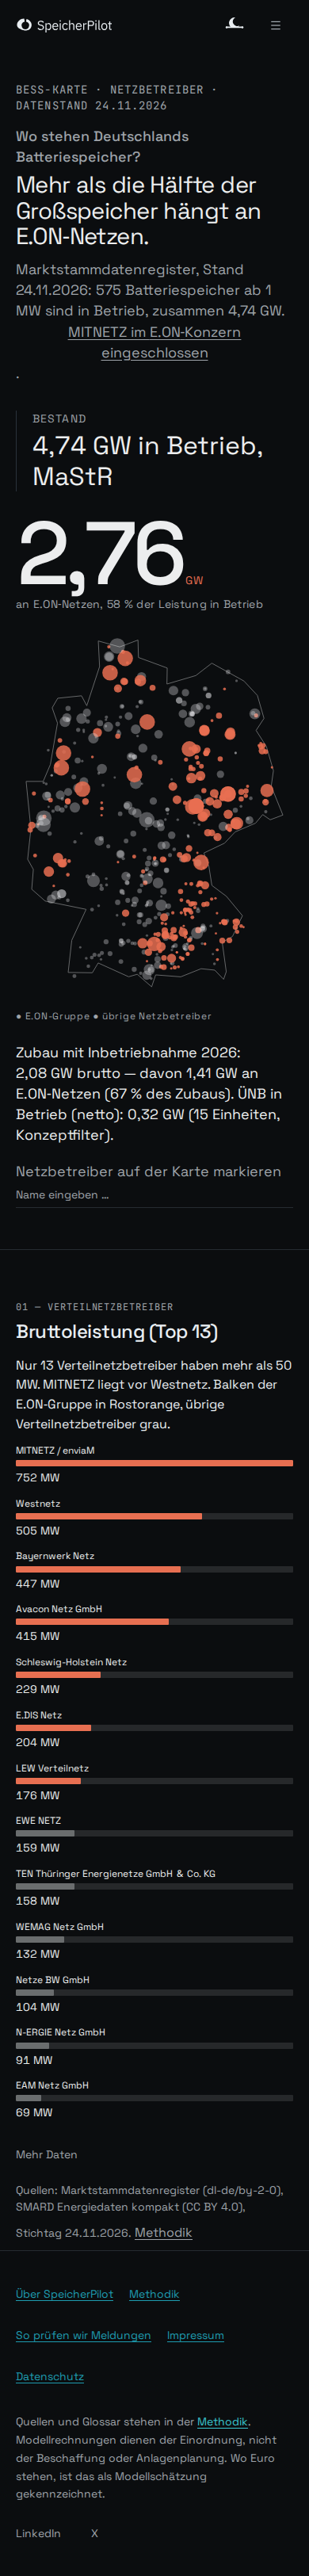 SpeicherPilot
BESS-KARTE · NETZBETREIBER ·
DATENSTAND 24.11.2026
Wo stehen Deutschlands
Batteriespeicher?
Mehr als die Hälfte der
Großspeicher hängt an
E.ON-Netzen.
Marktstammdatenregister, Stand
24.11.2026: 575 Batteriespeicher ab 1
MW sind in Betrieb, zusammen 4,74 GW.
MITNETZ im E.ON-Konzern
eingeschlossen
.
BESTAND
4,74 GW in Betrieb,
MaStR
2,76 GW
an E.ON-Netzen, 58 % der Leistung in Betrieb
● E.ON-Gruppe ● übrige Netzbetreiber
Zubau mit Inbetriebnahme 2026:
2,08 GW brutto — davon 1,41 GW an
E.ON-Netzen (67 % des Zubaus). ÜNB in
Betrieb (netto): 0,32 GW (15 Einheiten,
Konzeptfilter).
Netzbetreiber auf der Karte markieren
Name eingeben …
01 — VERTEILNETZBETREIBER
Bruttoleistung (Top 13)
Nur 13 Verteilnetzbetreiber haben mehr als 50
MW. MITNETZ liegt vor Westnetz. Balken der
E.ON-Gruppe in Rostorange, übrige
Verteilnetzbetreiber grau.
MITNETZ / enviaM
752 MW
Westnetz
505 MW
Bayernwerk Netz
447 MW
Avacon Netz GmbH
415 MW
Schleswig-Holstein Netz
229 MW
E.DIS Netz
204 MW
LEW Verteilnetz
176 MW
EWE NETZ
159 MW
TEN Thüringer Energienetze GmbH & Co. KG
158 MW
WEMAG Netz GmbH
132 MW
Netze BW GmbH
104 MW
N-ERGIE Netz GmbH
91 MW
EAM Netz GmbH
69 MW
Mehr Daten
Quellen: Marktstammdatenregister (dl-de/by-2-0),
SMARD Energiedaten kompakt (CC BY 4.0),
Stichtag 24.11.2026. Methodik
Über SpeicherPilot Methodik
So prüfen wir Meldungen Impressum
Datenschutz
Quellen und Glossar stehen in der Methodik.
Modellrechnungen dienen der Einordnung, nicht
der Beschaffung oder Anlagenplanung. Wo Euro
stehen, ist das als Modellschätzung
gekennzeichnet.
LinkedIn X